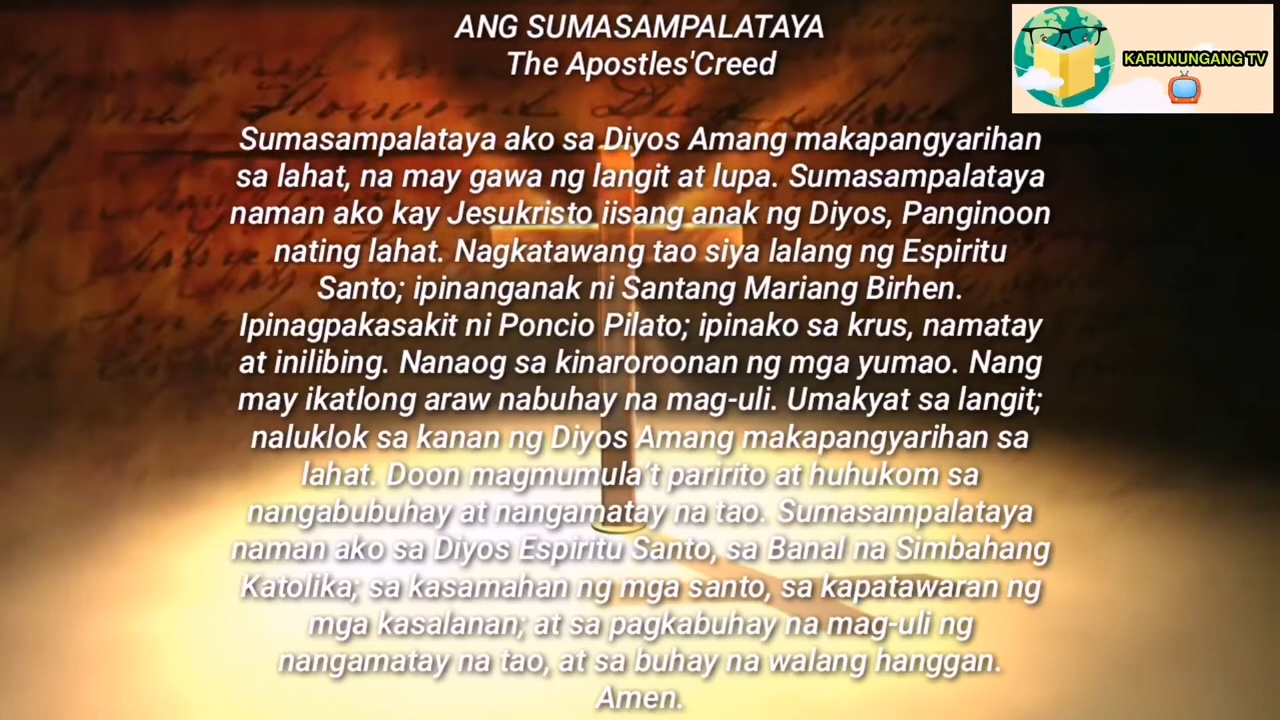 ANG SUMASAMPALATAYA
The Apostles'Creed
KARUNUNGANG TV
Sumasampalataya ako sa Diyos Amang makapangyarihan
sa lahat, na may gawa ng langit at lupa. Sumasampalataya
naman ako kay Jesukristo iisang anak ng Diyos, Panginoon
nating lahat. Nagkatawang tao siya lalang ng Espiritu
Santo; ipinanganak ni Santang Mariang Birhen.
Ipinagpakasakit ni Poncio Pilato; ipinako sa krus, namatay
at inilibing. Nanaog sa kinaroroonan ng mga yumao. Nang
may ikatlong araw nabuhay na mag-uli. Umakyat sa langit;
naluklok sa kanan ng Diyos Amang makapangyarihan sa
lahat. Doon magmumula't paririto at huhukom sa
nangabubuhay at nangamatay na tao. Sumasampalataya
naman ako sa Diyos Espiritu Santo, sa Banal na Simbahang
Katolika; sa kasamahan ng mga santo, sa kapatawaran ng
mga kasalanan; at sa pagkabuhay na mag-uli ng
nangamatay na tao, at sa buhay na walang hanggan.
Amen.